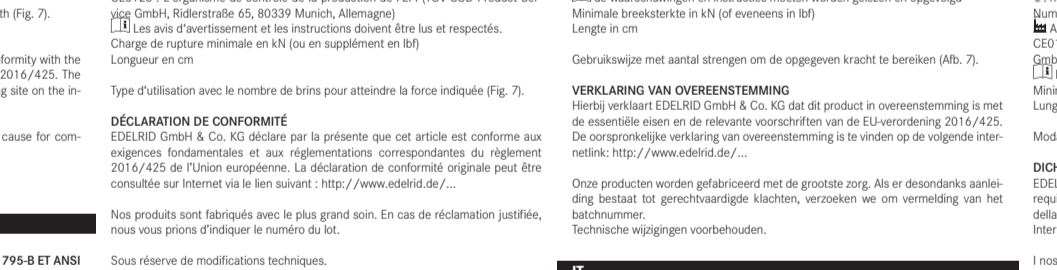 th (Fig. 7).
formity with the
2016/425. The
g site on the in-
cause for com-
795-B ET ANSI
vice GmbH, Ridlerstraße 65, 80339 Munich, Allemagne)
Les avis d'avertissement et les instructions doivent être lus et respectés.
Charge de rupture minimale en kN (ou en supplément en lbf)
Longueur en cm
Type d'utilisation avec le nombre de brins pour atteindre la force indiquée (Fig. 7).
DÉCLARATION DE CONFORMITÉ
EDELRID GmbH & Co. KG déclare par la présente que cet article est conforme aux
exigences fondamentales et aux réglementations correspondantes du règlement
2016/425 de l'Union européenne. La déclaration de conformité originale peut être
consultée sur Internet via le lien suivant : http://www.edelrid.de/...
Nos produits sont fabriqués avec le plus grand soin. En cas de réclamation justifiée,
nous vous prions d'indiquer le numéro du lot.
Sous réserve de modifications techniques.
Minimale breeksterkte in kN (of eveneens in lbf)
Lengte in cm
Gebruikswijze met aantal strengen om de opgegeven kracht te bereiken (Afb. 7).
VERKLARING VAN OVEREENSTEMMING
Hierbij verklaart EDELRID GmbH & Co. KG dat dit product in overeenstemming is met
de essentiële eisen en de relevante voorschriften van de EU-verordening 2016/425.
De oorspronkelijke verklaring van overeenstemming is te vinden op de volgende inter-
netlink: http://www.edelrid.de/...
Onze producten worden gefabriceerd met de grootste zorg. Als er desondanks aanlei-
ding bestaat tot gerechtvaardigde klachten, verzoeken we om vermelding van het
batchnummer.
Technische wijzigingen voorbehouden.
IT
Num
A
CE01
Gmb
Minin
Lung
Moda
DICH
EDEL
requi
della
Inter
I nos